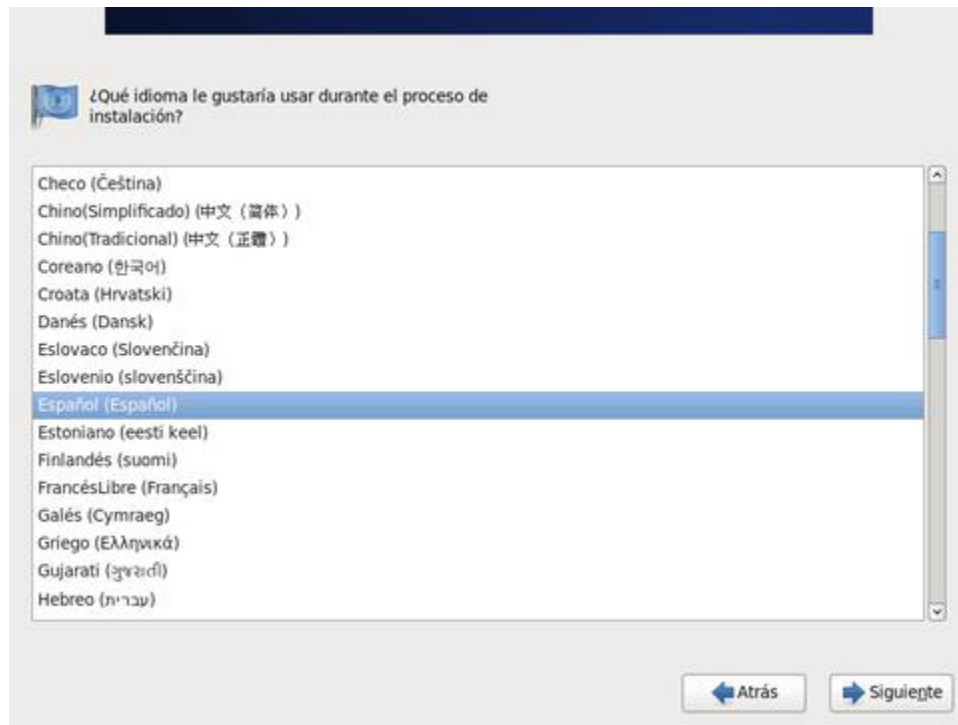 ¿Qué idioma le gustaría usar durante el proceso de
instalación?
Checo (Čeština)
Chino(Simplificado) (中文（简体）)
Chino(Tradicional) (中文（正體）)
Coreano (한국어)
Croata (Hrvatski)
Danés (Dansk)
Eslovaco (Slovenčina)
Eslovenio (slovenščina)
Español (Español)
Estoniano (eesti keel)
Finlandés (suomi)
FrancésLibre (Français)
Galés (Cymraeg)
Griego (Ελληνικά)
Gujarati (ગુજરાતી)
Hebreo (עברית)
Atrás
Siguiente